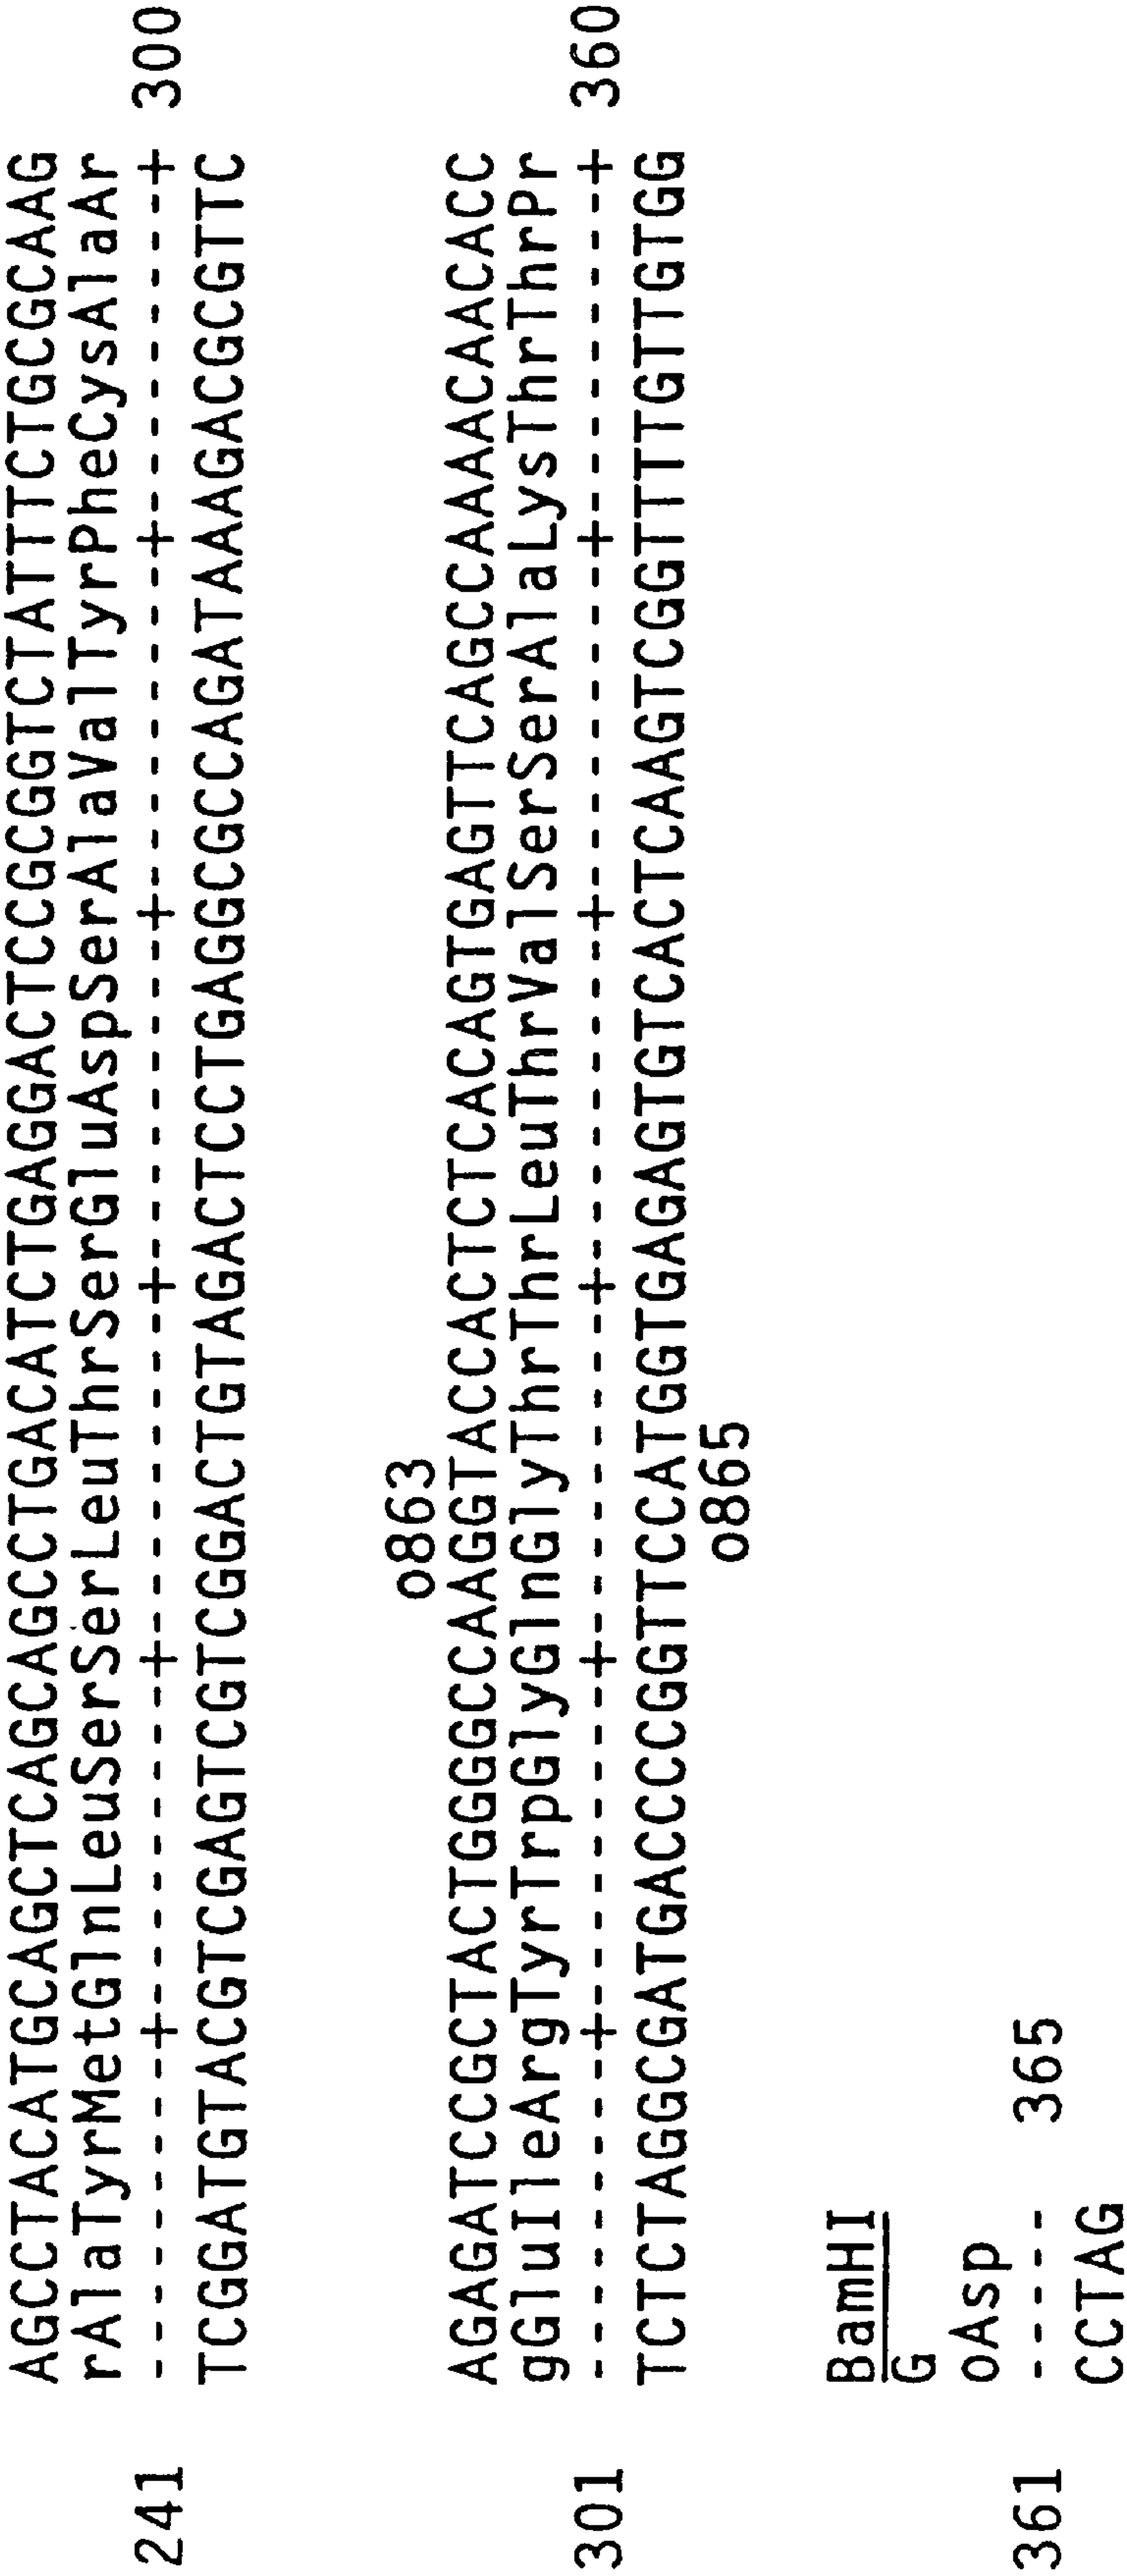 AGCCTACATGCAGCTCAGCAGCCTGACATCTGAGGACTCCGCGGTCTATTTCTGCGCAAG
rAlaTyrMetGlnLeuSerSerLeuThrSerGluAspSerAlaValTyrPheCysAlaAr
241 ---------+---------+---------+---------+---------+---------+ 300
TCGGATGTACGTCGAGTCGTCGGACTGTAGACTCCTGAGGCGCCAGATAAAGACGCGTTC
o863
AGAGATCCGCTACTGGGGCCAAGGTACCACTCTCACAGTGAGTTCAGCCAAAACAACACC
gGluIleArgTyrTrpGlyGlnGlyThrThrLeuThrValSerSerAlaLysThrThrPr
301 ---------+---------+---------+---------+---------+---------+ 360
TCTCTAGGCGATGACCCCGGTTCCATGGTGAGAGTGTCACTCAAGTCGGTTTTGTTGTGG
o865
BamHI
G
oAsp
361 ----- 365
CCTAG